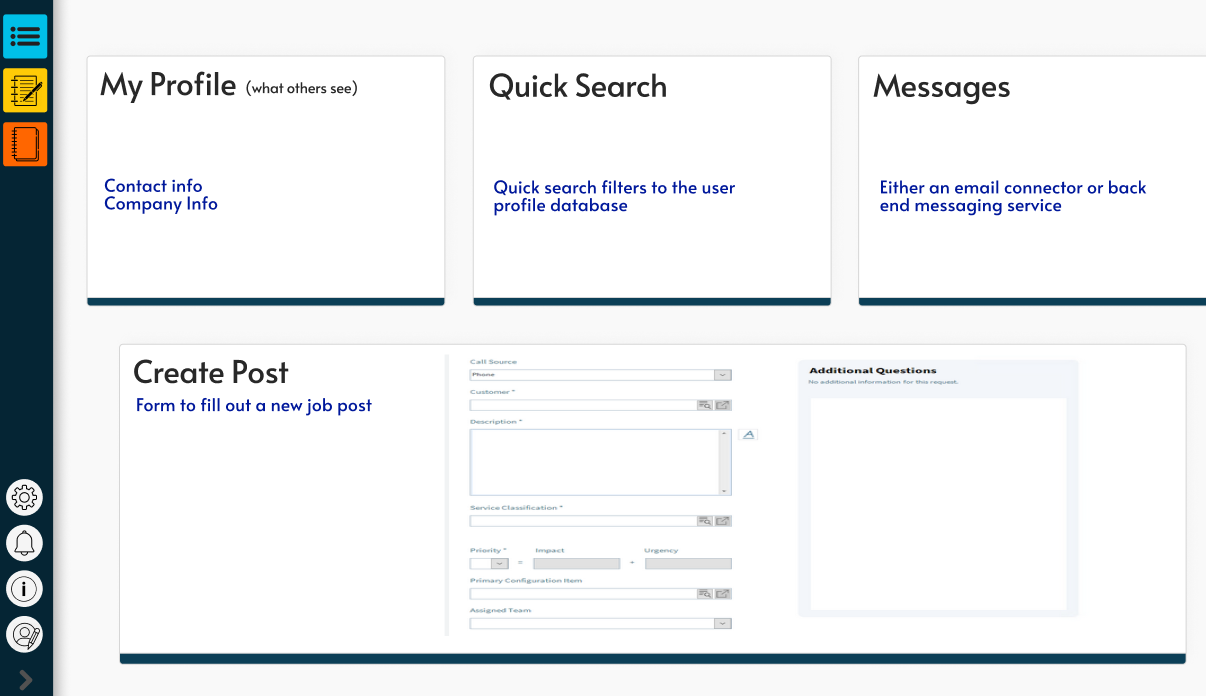 My Profile (what others see)
Contact info
Company Info
Quick Search
Quick search filters to the user
profile database
Messages
Either an email connector or back
end messaging service
Create Post
Form to fill out a new job post
Call Source
Phone
Customer *
Description *
Service Classification *
Priority * Impact Urgency
= +
Primary Configuration Item
Assigned Team
Additional Questions
No additional information for this request.